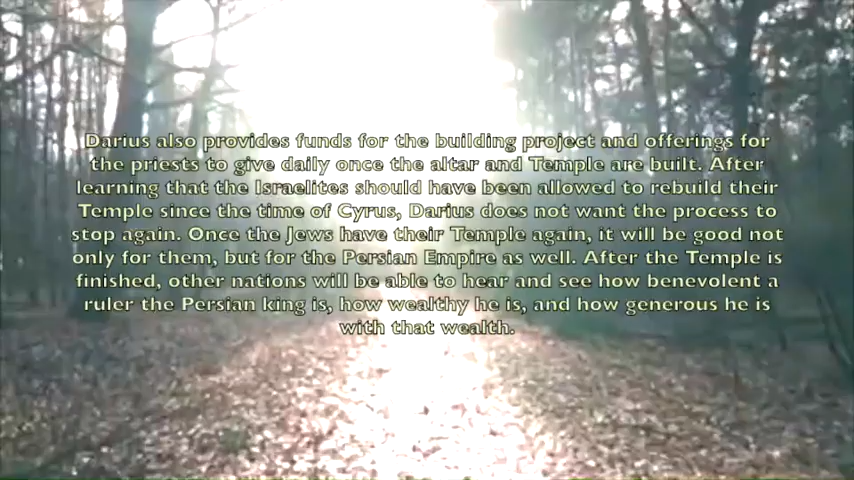 Darius also provides funds for the building project and offerings for
the priests to give daily once the altar and Temple are built. After
learning that the Israelites should have been allowed to rebuild their
Temple since the time of Cyrus, Darius does not want the process to
stop again. Once the Jews have their Temple again, it will be good not
only for them, but for the Persian Empire as well. After the Temple is
finished, other nations will be able to hear and see how benevolent a
ruler the Persian king is, how wealthy he is, and how generous he is
with that wealth.